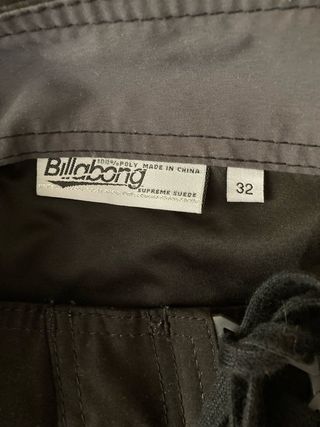 100% POLY MADE IN CHINA
Billabong
SUPREME SUEDE
32